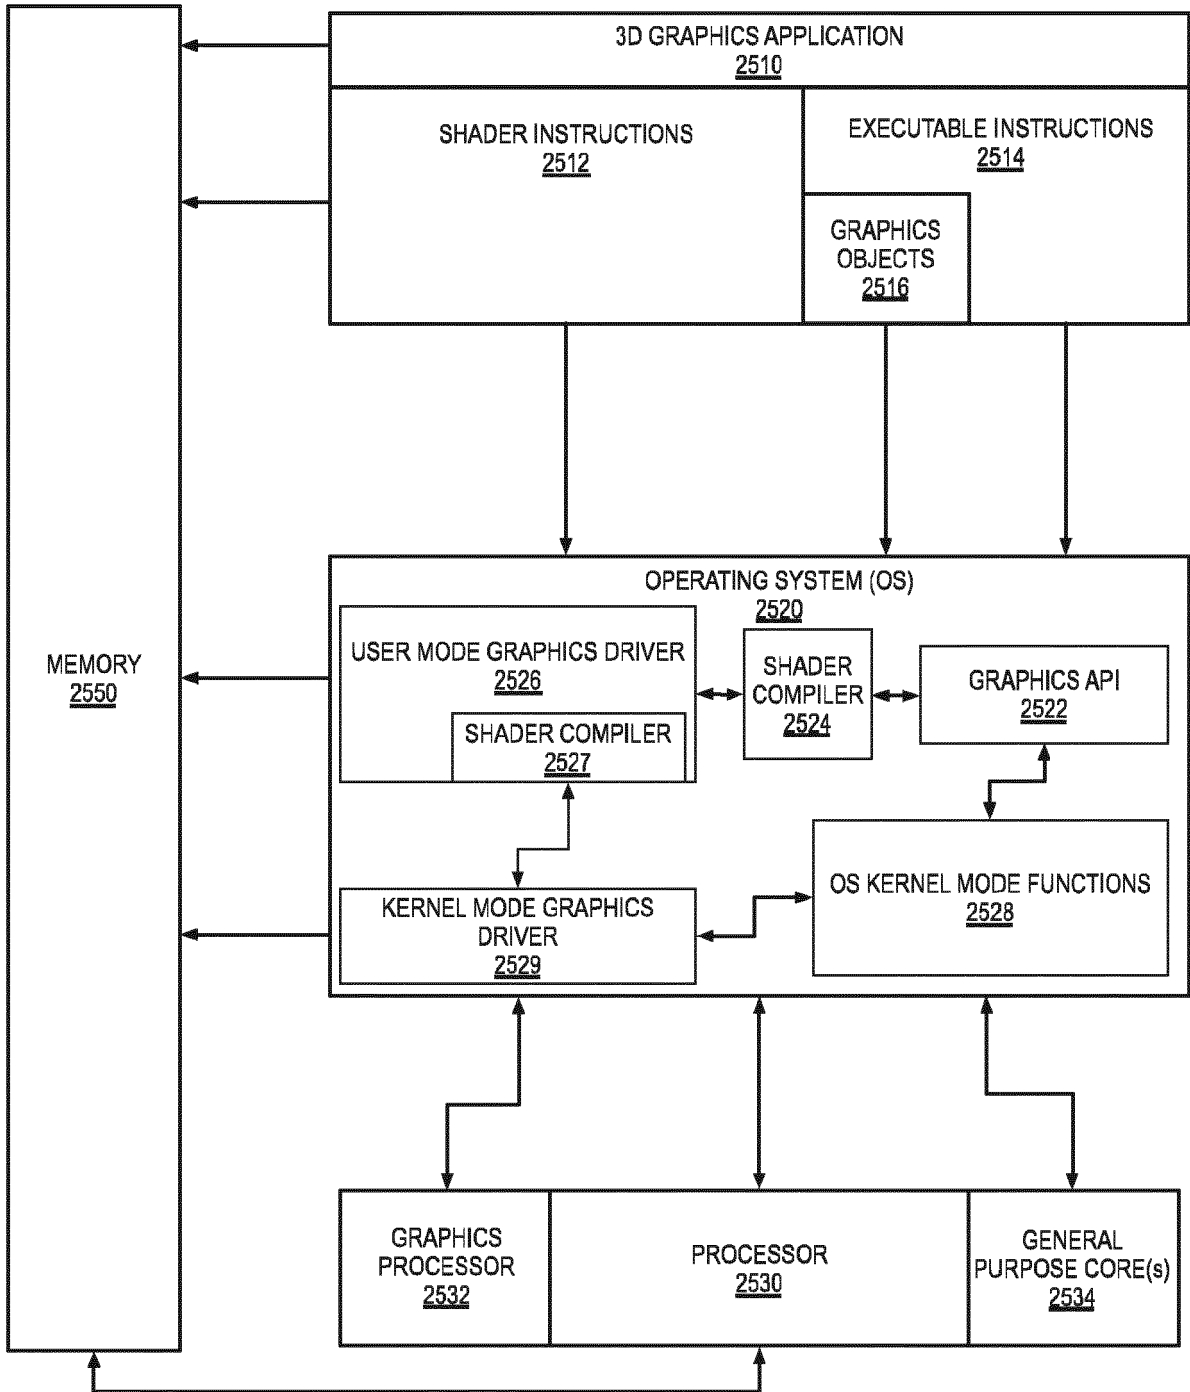 3D GRAPHICS APPLICATION
2510
SHADER INSTRUCTIONS
2512
EXECUTABLE INSTRUCTIONS
2514
GRAPHICS
OBJECTS
2516
MEMORY
2550
OPERATING SYSTEM (OS)
2520
USER MODE GRAPHICS DRIVER
2526
SHADER COMPILER
2527
SHADER
COMPILER
2524
GRAPHICS API
2522
KERNEL MODE GRAPHICS
DRIVER
2529
OS KERNEL MODE FUNCTIONS
2528
GRAPHICS
PROCESSOR
2532
PROCESSOR
2530
GENERAL
PURPOSE CORE(s)
2534